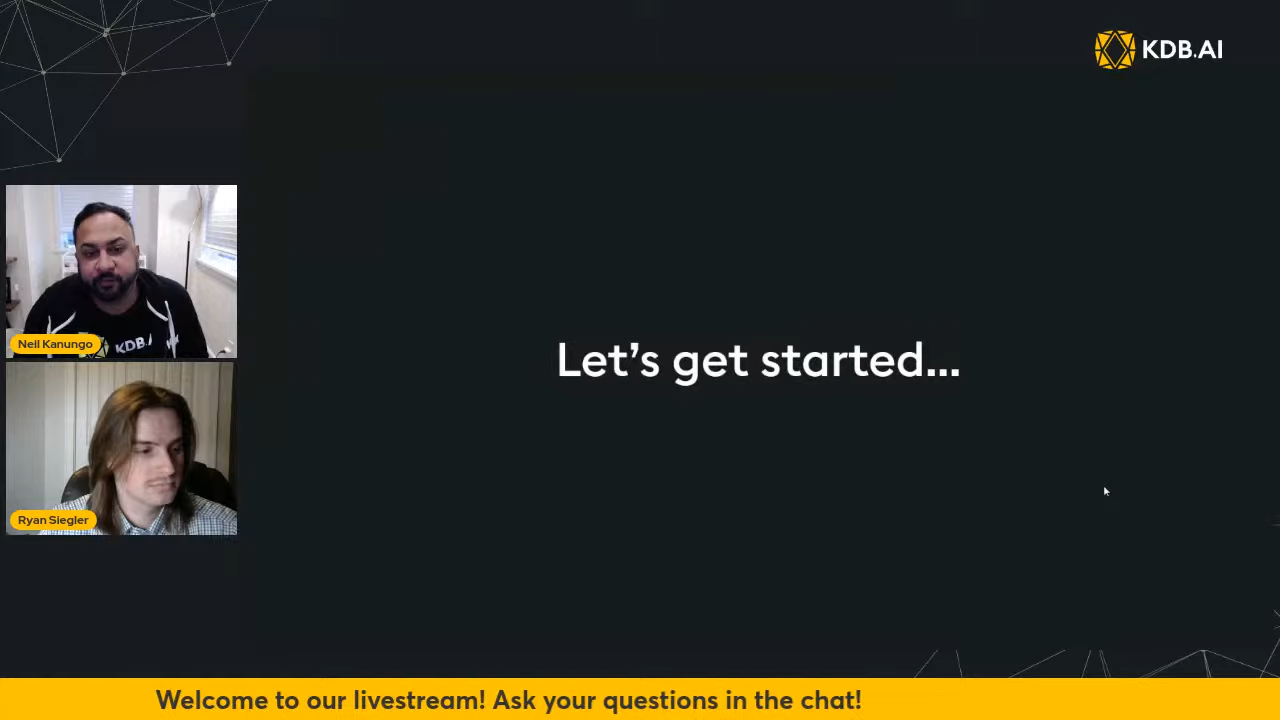 KDB.AI
Neil Kanungo
KDB.
Ryan Siegler
Let’s get started...
Welcome to our livestream! Ask your questions in the chat!